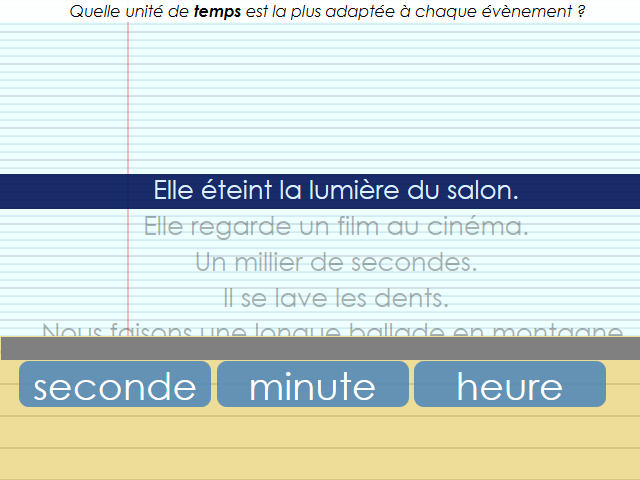 Quelle unité de temps est la plus adaptée à chaque évènement ?
Elle éteint la lumière du salon.
Elle regarde un film au cinéma.
Un millier de secondes.
Il se lave les dents.
Nous faisons une longue ballade en montagne
seconde minute heure